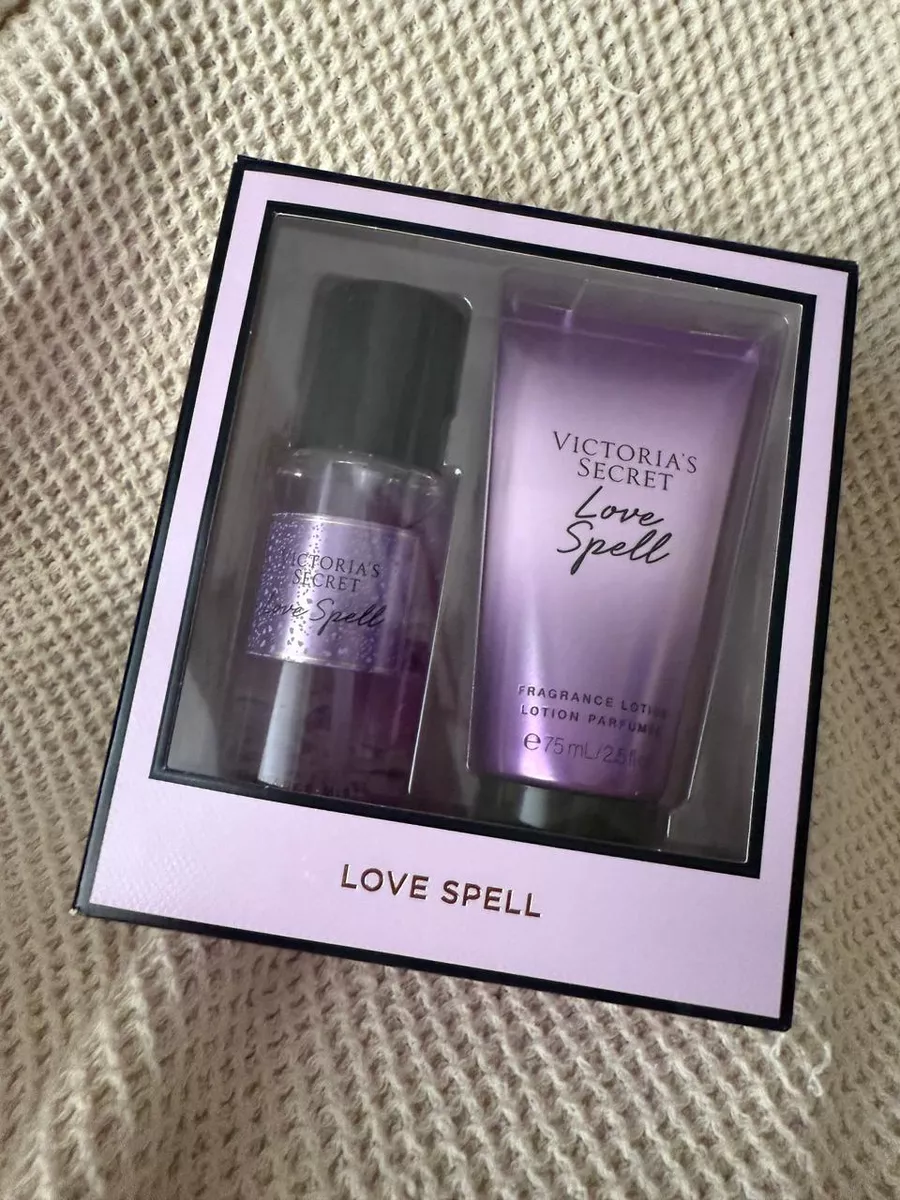 VICTORIA'S
SECRET
Love Spell
VICTORIA'S
SECRET
Love
Spell
FRAGRANCE LOTION
LOTION PARFUMÉE
℮ 75 mL/2.5 fl
LOVE SPELL